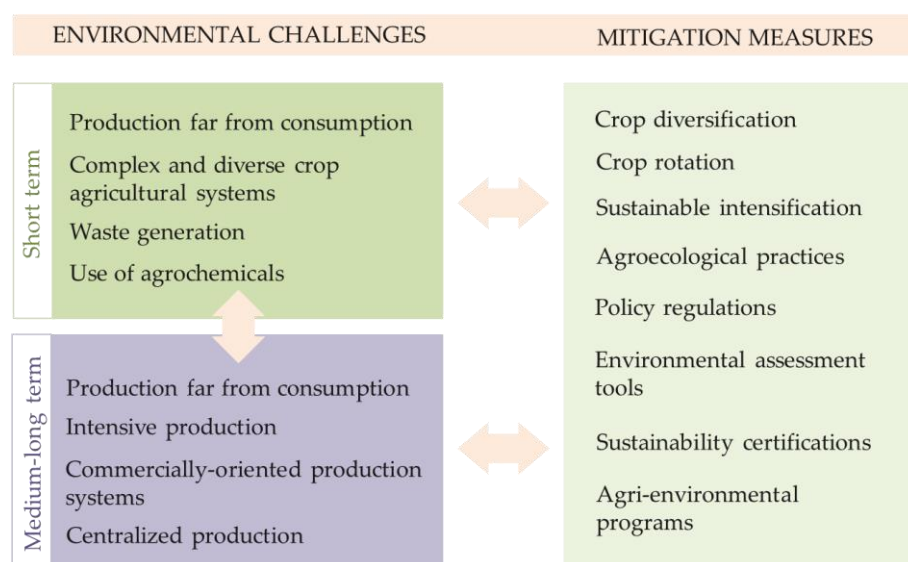 ENVIRONMENTAL CHALLENGES
MITIGATION MEASURES
Short term
Production far from consumption
Complex and diverse crop
agricultural systems
Waste generation
Use of agrochemicals
Medium-long term
Production far from consumption
Intensive production
Commercially-oriented production
systems
Centralized production
Crop diversification
Crop rotation
Sustainable intensification
Agroecological practices
Policy regulations
Environmental assessment
tools
Sustainability certifications
Agri-environmental
programs